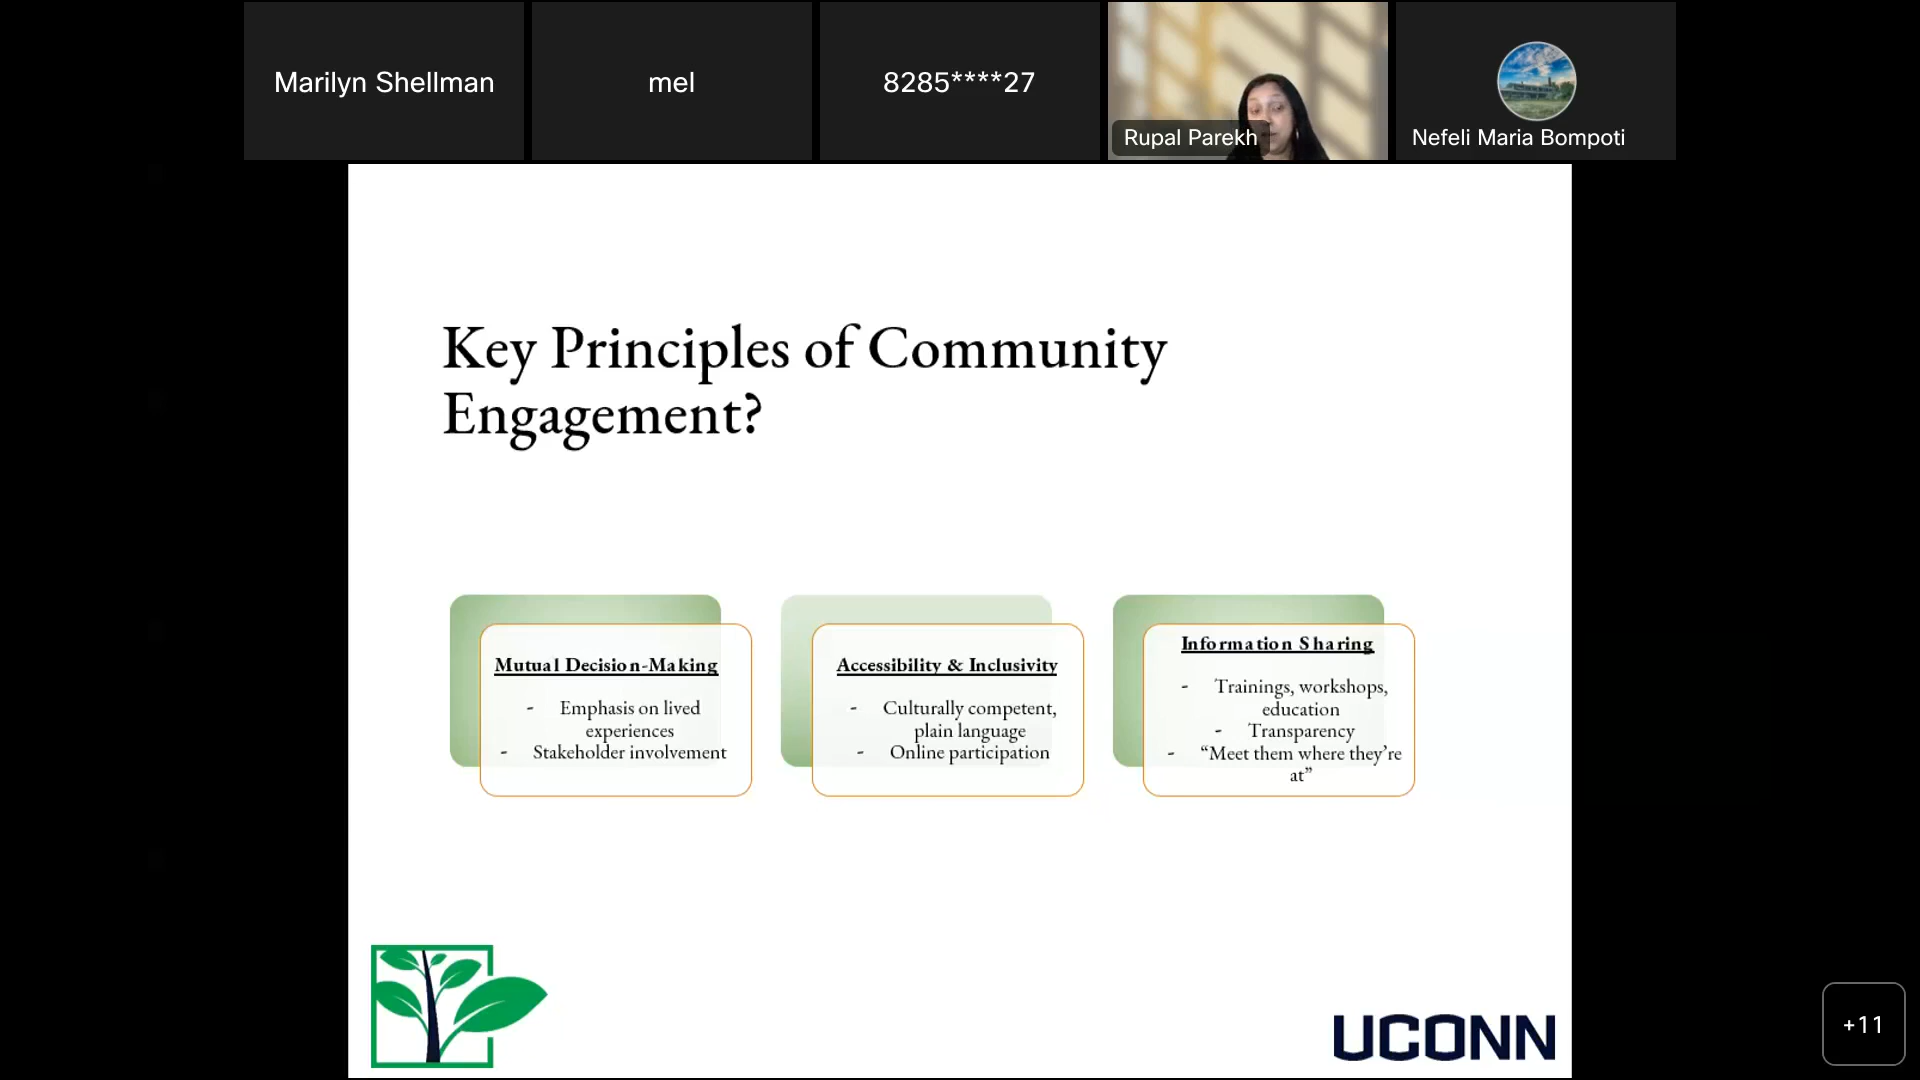 Marilyn Shellman
mel
8285****27
Rupal Parekh
Nefeli Maria Bompoti
Key Principles of Community
Engagement?
Mutual Decision-Making
- Emphasis on lived
experiences
- Stakeholder involvement
Accessibility & Inclusivity
- Culturally competent,
plain language
- Online participation
Information Sharing
- Trainings, workshops,
education
- Transparency
- “Meet them where they’re
at”
UCONN
+11